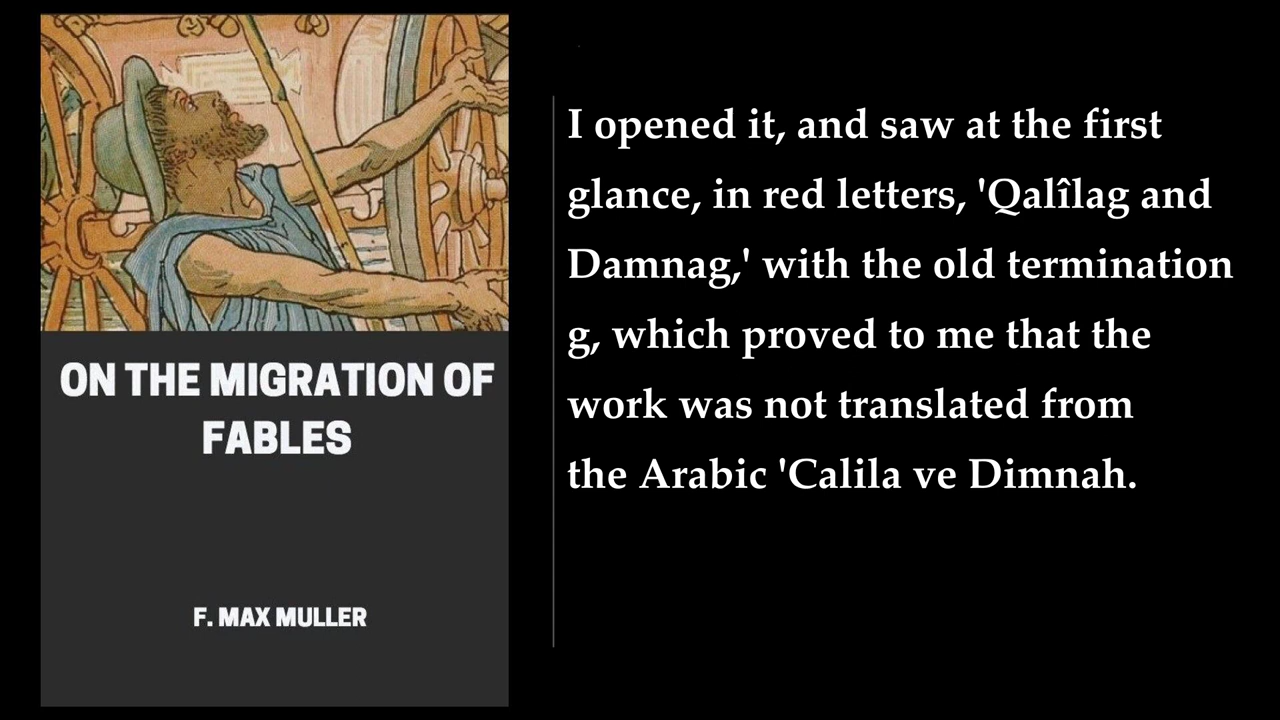 ON THE MIGRATION OF
FABLES
F. MAX MULLER
I opened it, and saw at the first
glance, in red letters, 'Qalîlag and
Damnag,' with the old termination
g, which proved to me that the
work was not translated from
the Arabic 'Calila ve Dimnah.